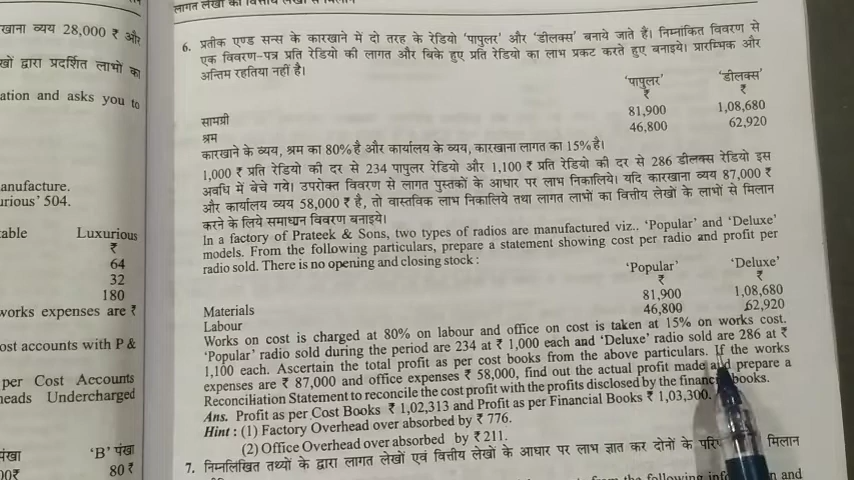 लागत लेखों का वित्तीय लेखों से मिलान
खाना व्यय 28,000 ₹ और
खों द्वारा प्रदर्शित लाभों का
ation and asks you to
anufacture.
urious' 504.
able Luxurious
₹
64
32
180
works expenses are ₹
ost accounts with P &
per Cost Accounts
heads Undercharged
पंखा 'B' पंखा
00₹ 80 ₹
6. प्रतीक एण्ड सन्स के कारखाने में दो तरह के रेडियो 'पापुलर' और 'डीलक्स' बनाये जाते हैं। निम्नांकित विवरण से
एक विवरण-पत्र प्रति रेडियो की लागत और बिके हुए प्रति रेडियो का लाभ प्रकट करते हुए बनाइये। प्रारम्भिक और
अन्तिम रहतिया नहीं है।
'पापुलर' 'डीलक्स'
₹ ₹
सामग्री 81,900 1,08,680
श्रम 46,800 62,920
कारखाने के व्यय, श्रम का 80% है और कार्यालय के व्यय, कारखाना लागत का 15% है।
1,000 ₹ प्रति रेडियो की दर से 234 पापुलर रेडियो और 1,100 ₹ प्रति रेडियो की दर से 286 डीलक्स रेडियो इस
अवधि में बेचे गये। उपरोक्त विवरण से लागत पुस्तकों के आधार पर लाभ निकालिये। यदि कारखाना व्यय 87,000 ₹
और कार्यालय व्यय 58,000 ₹ है, तो वास्तविक लाभ निकालिये तथा लागत लाभों का वित्तीय लेखों के लाभों से मिलान
करने के लिये समाधान विवरण बनाइये।
In a factory of Prateek & Sons, two types of radios are manufactured viz.. 'Popular' and 'Deluxe'
models. From the following particulars, prepare a statement showing cost per radio and profit per
radio sold. There is no opening and closing stock :
'Popular' 'Deluxe'
₹ ₹
Materials 81,900 1,08,680
Labour 46,800 62,920
Works on cost is charged at 80% on labour and office on cost is taken at 15% on works cost.
'Popular' radio sold during the period are 234 at ₹ 1,000 each and 'Deluxe' radio sold are 286 at ₹
1,100 each. Ascertain the total profit as per cost books from the above particulars. If the works
expenses are ₹ 87,000 and office expenses ₹ 58,000, find out the actual profit made and prepare a
Reconciliation Statement to reconcile the cost profit with the profits disclosed by the financial books.
Ans. Profit as per Cost Books ₹ 1,02,313 and Profit as per Financial Books ₹ 1,03,300.
Hint : (1) Factory Overhead over absorbed by ₹ 776.
(2) Office Overhead over absorbed by ₹ 211.
7. निम्नलिखित तथ्यों के द्वारा लागत लेखों एवं वित्तीय लेखों के आधार पर लाभ ज्ञात कर दोनों के मिलान
from the following and